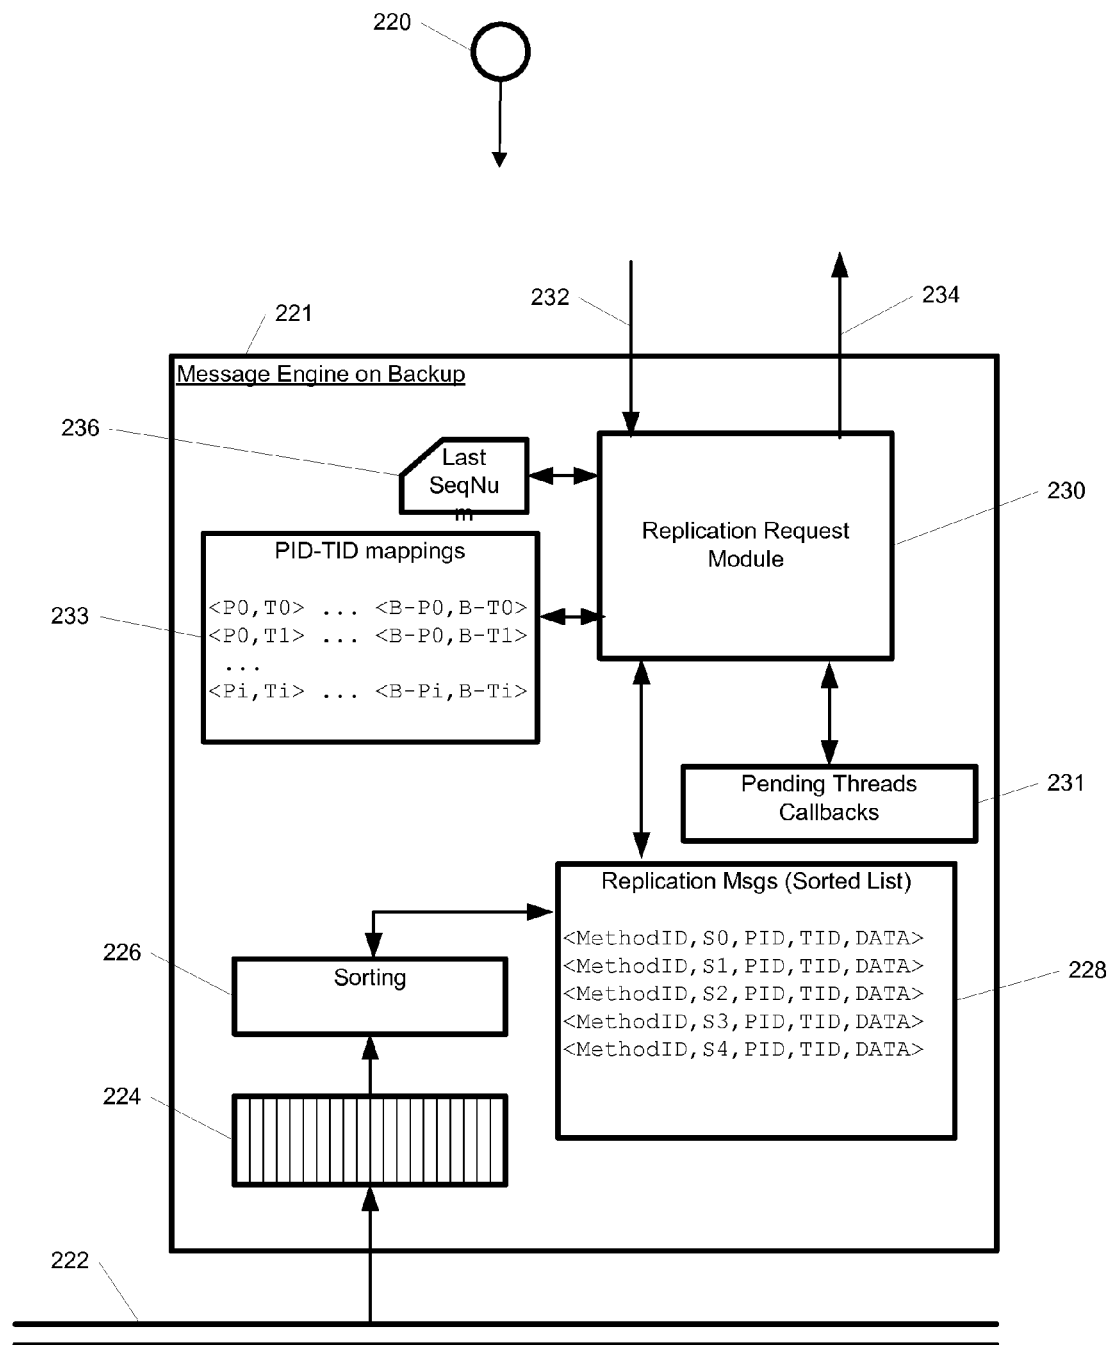 220
232
234
221
Message Engine on Backup
236
Last
SeqNu
m
230
Replication Request
Module
PID-TID mappings
233
<P0,T0> ... <B-P0,B-T0>
<P0,T1> ... <B-P0,B-T1>
...
<Pi,Ti> ... <B-Pi,B-Ti>
Pending Threads
Callbacks
231
Replication Msgs (Sorted List)
<MethodID,S0,PID,TID,DATA>
<MethodID,S1,PID,TID,DATA>
<MethodID,S2,PID,TID,DATA>
<MethodID,S3,PID,TID,DATA>
<MethodID,S4,PID,TID,DATA>
228
226
Sorting
224
222